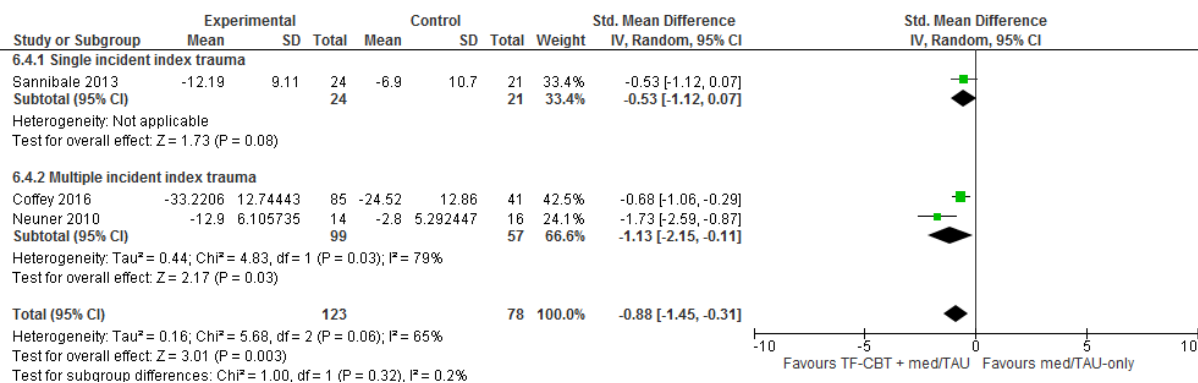 Experimental Control Std. Mean Difference Std. Mean Difference
Study or Subgroup Mean SD Total Mean SD Total Weight IV, Random, 95% CI IV, Random, 95% CI
6.4.1 Single incident index trauma
Sannibale 2013 -12.19 9.11 24 -6.9 10.7 21 33.4% -0.53 [-1.12, 0.07]
Subtotal (95% CI) 24 21 33.4% -0.53 [-1.12, 0.07]
Heterogeneity: Not applicable
Test for overall effect: Z = 1.73 (P = 0.08)
6.4.2 Multiple incident index trauma
Coffey 2016 -33.2206 12.74443 85 -24.52 12.86 41 42.5% -0.68 [-1.06, -0.29]
Neuner 2010 -12.9 6.105735 14 -2.8 5.292447 16 24.1% -1.73 [-2.59, -0.87]
Subtotal (95% CI) 99 57 66.6% -1.13 [-2.15, -0.11]
Heterogeneity: Tau² = 0.44; Chi² = 4.83, df = 1 (P = 0.03); I² = 79%
Test for overall effect: Z = 2.17 (P = 0.03)
Total (95% CI) 123 78 100.0% -0.88 [-1.45, -0.31]
Heterogeneity: Tau² = 0.16; Chi² = 5.68, df = 2 (P = 0.06); I² = 65%
Test for overall effect: Z = 3.01 (P = 0.003)
Test for subgroup differences: Chi² = 1.00, df = 1 (P = 0.32), I² = 0.2%
-10 -5 0 5 10
Favours TF-CBT + med/TAU Favours med/TAU-only